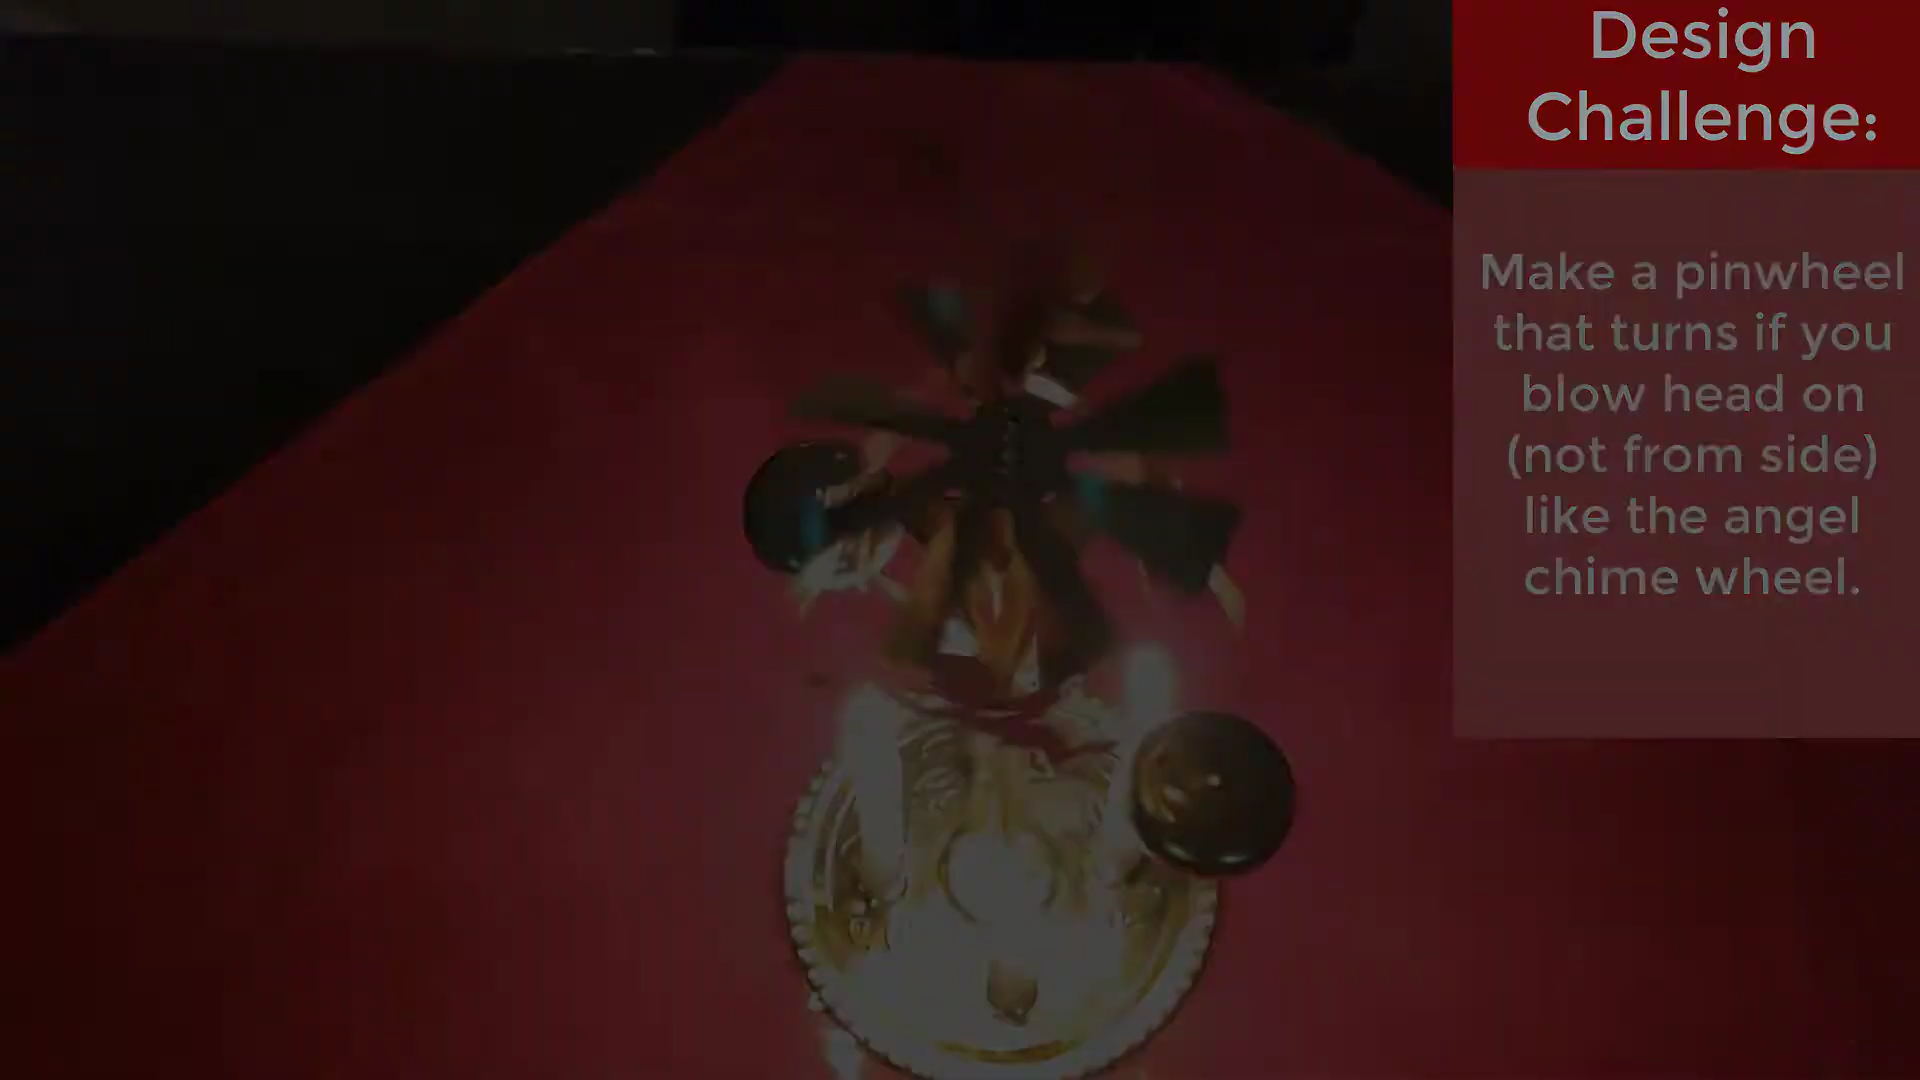 Design
Challenge:
Make a pinwheel
that turns if you
blow head on
(not from side)
like the angel
chime wheel.